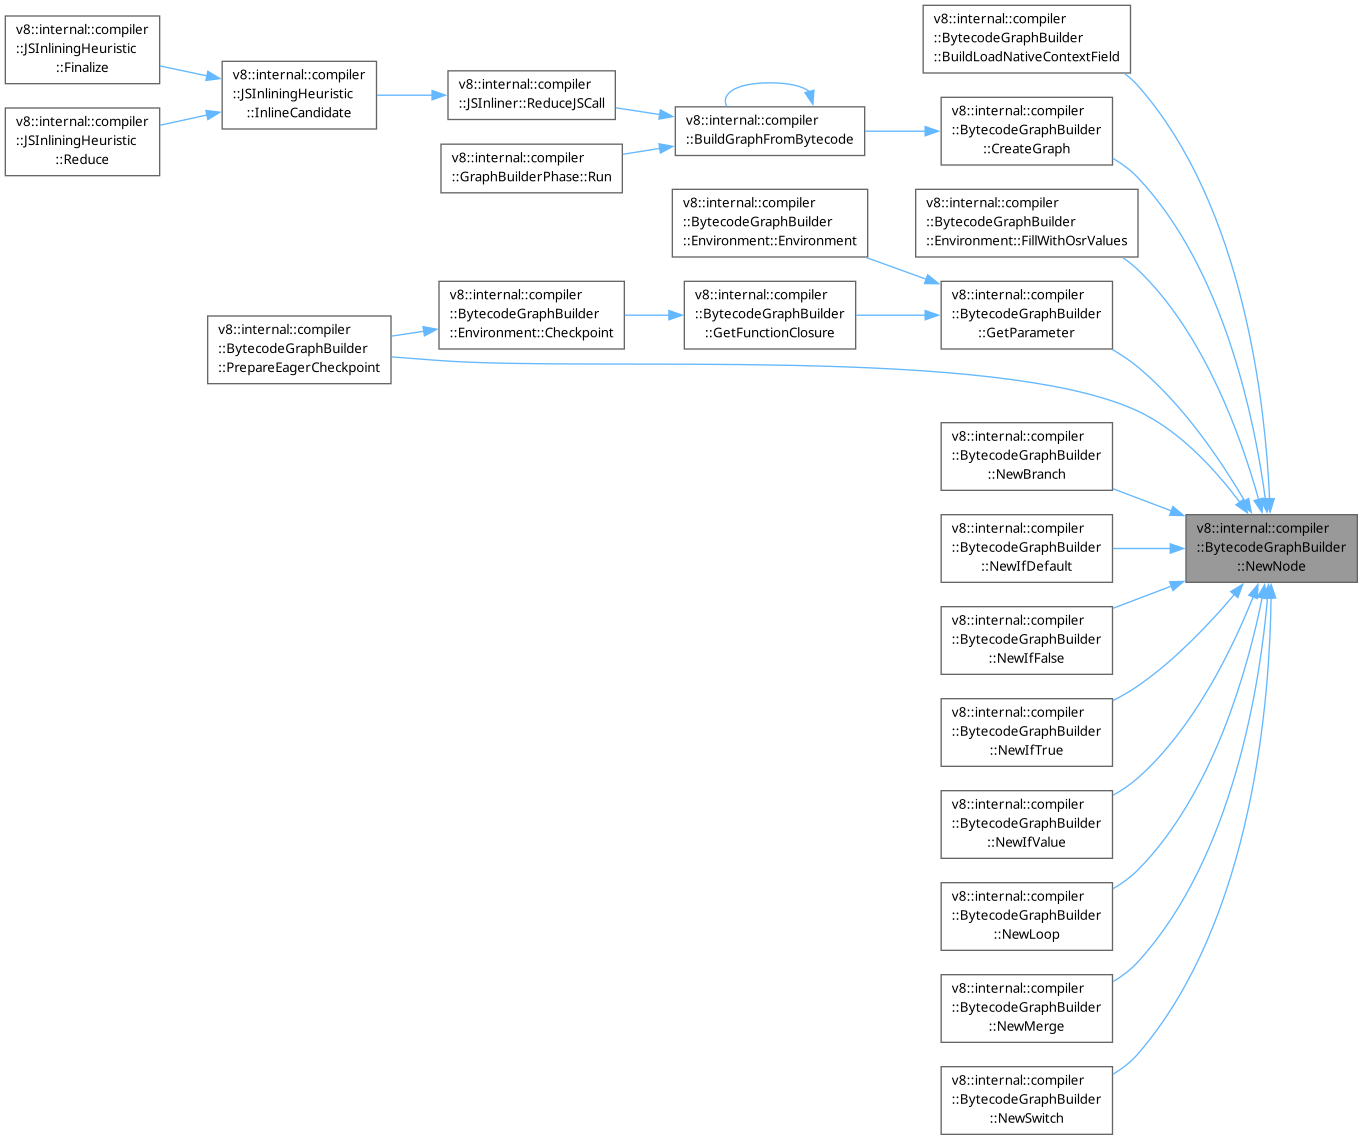 v8::internal::compiler
::JSInliningHeuristic
::Finalize
v8::internal::compiler
::JSInliningHeuristic
::Reduce
v8::internal::compiler
::JSInliningHeuristic
::InlineCandidate
v8::internal::compiler
::JSInliner::ReduceJSCall
v8::internal::compiler
::GraphBuilderPhase::Run
v8::internal::compiler
::BuildGraphFromBytecode
v8::internal::compiler
::BytecodeGraphBuilder
::BuildLoadNativeContextField
v8::internal::compiler
::BytecodeGraphBuilder
::CreateGraph
v8::internal::compiler
::BytecodeGraphBuilder
::Environment::Environment
v8::internal::compiler
::BytecodeGraphBuilder
::Environment::FillWithOsrValues
v8::internal::compiler
::BytecodeGraphBuilder
::PrepareEagerCheckpoint
v8::internal::compiler
::BytecodeGraphBuilder
::Environment::Checkpoint
v8::internal::compiler
::BytecodeGraphBuilder
::GetFunctionClosure
v8::internal::compiler
::BytecodeGraphBuilder
::GetParameter
v8::internal::compiler
::BytecodeGraphBuilder
::NewBranch
v8::internal::compiler
::BytecodeGraphBuilder
::NewIfDefault
v8::internal::compiler
::BytecodeGraphBuilder
::NewNode
v8::internal::compiler
::BytecodeGraphBuilder
::NewIfFalse
v8::internal::compiler
::BytecodeGraphBuilder
::NewIfTrue
v8::internal::compiler
::BytecodeGraphBuilder
::NewIfValue
v8::internal::compiler
::BytecodeGraphBuilder
::NewLoop
v8::internal::compiler
::BytecodeGraphBuilder
::NewMerge
v8::internal::compiler
::BytecodeGraphBuilder
::NewSwitch